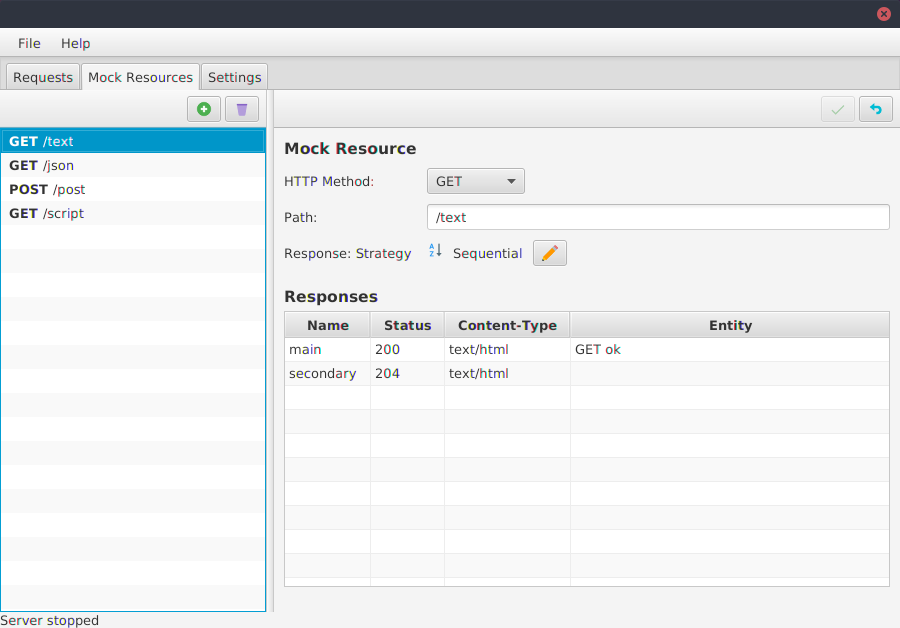 File Help
Requests Mock Resources Settings
GET /text
GET /json
POST /post
GET /script
Mock Resource
HTTP Method: GET
Path: /text
Response: Strategy A Z Sequential
Responses
Name Status Content-Type Entity
main 200 text/html GET ok
secondary 204 text/html
Server stopped